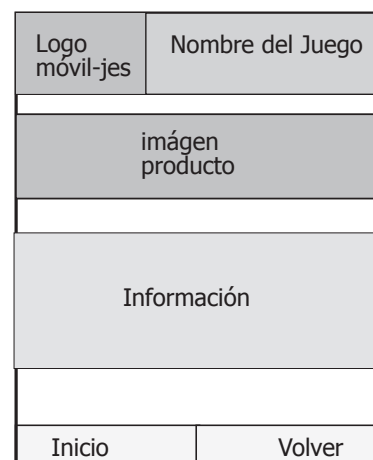 Logo
móvil-jes
Nombre del Juego
imágen
producto
Información
Inicio
Volver